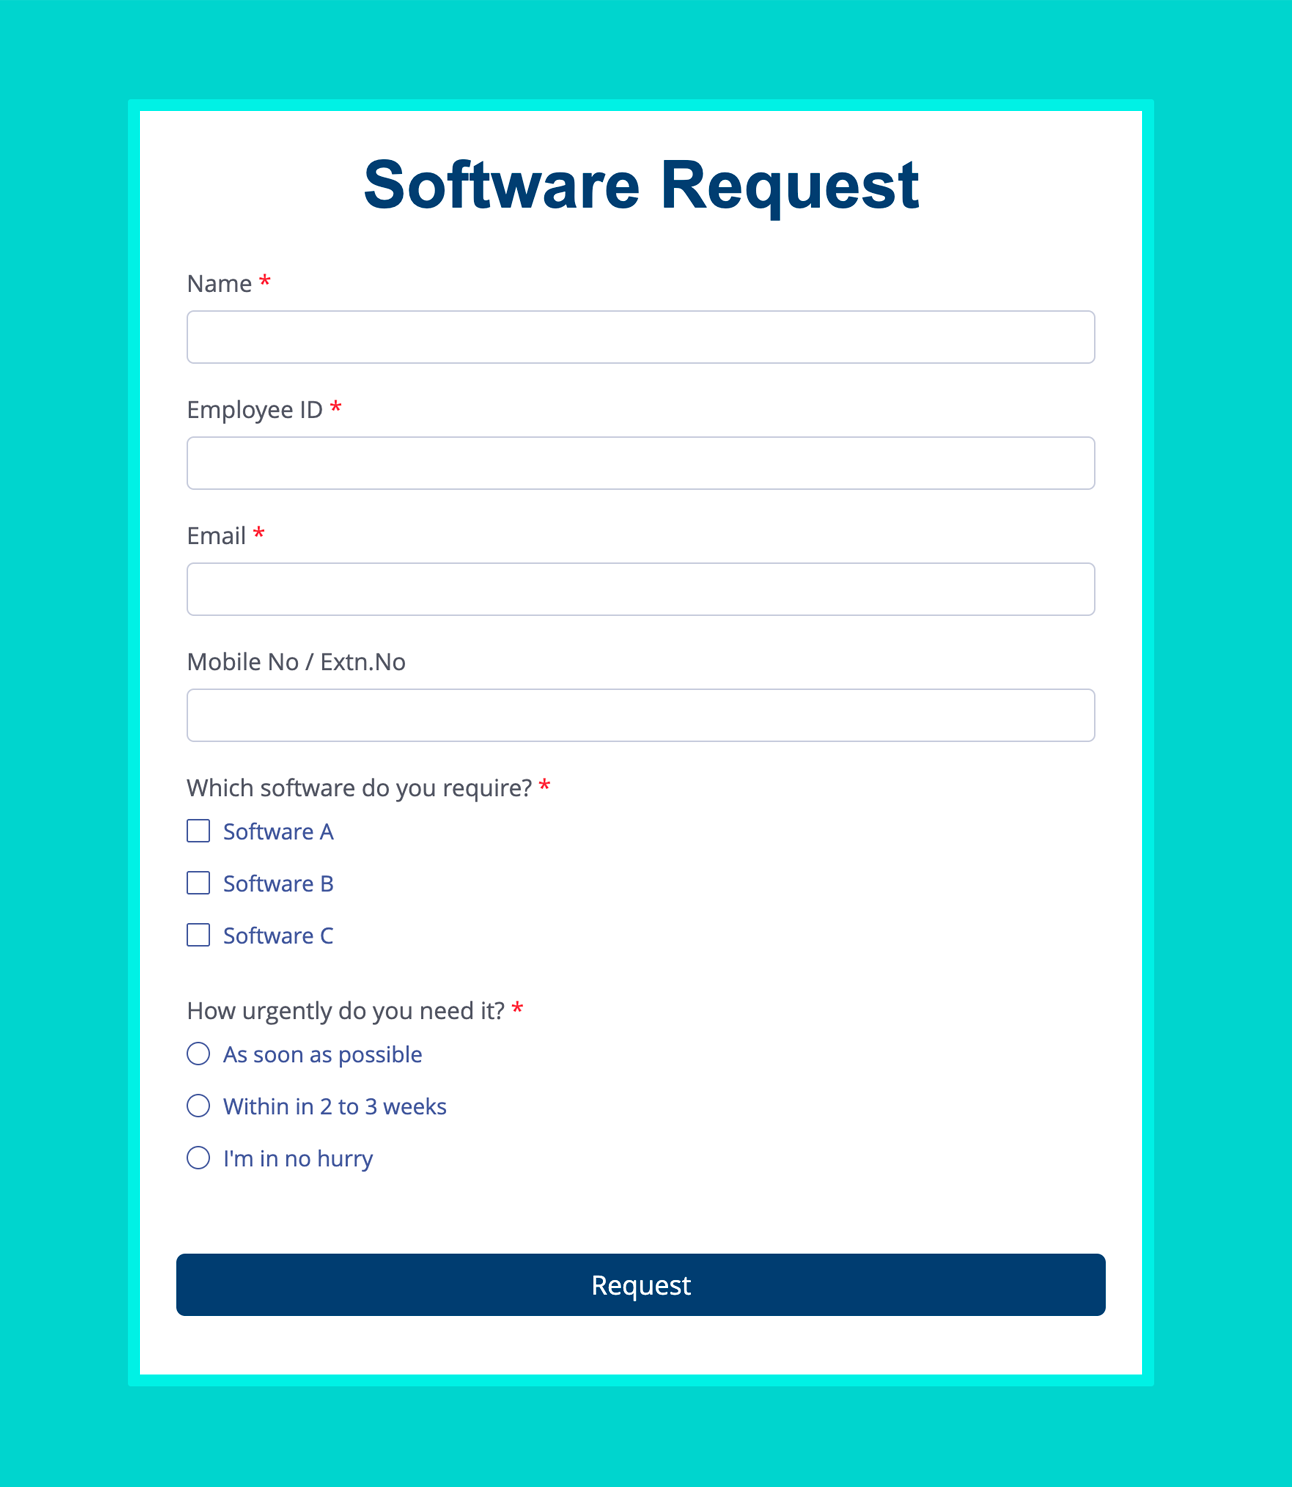 Software Request
Name *
Employee ID *
Email *
Mobile No / Extn.No
Which software do you require? *
Software A
Software B
Software C
How urgently do you need it? *
As soon as possible
Within in 2 to 3 weeks
I'm in no hurry
Request